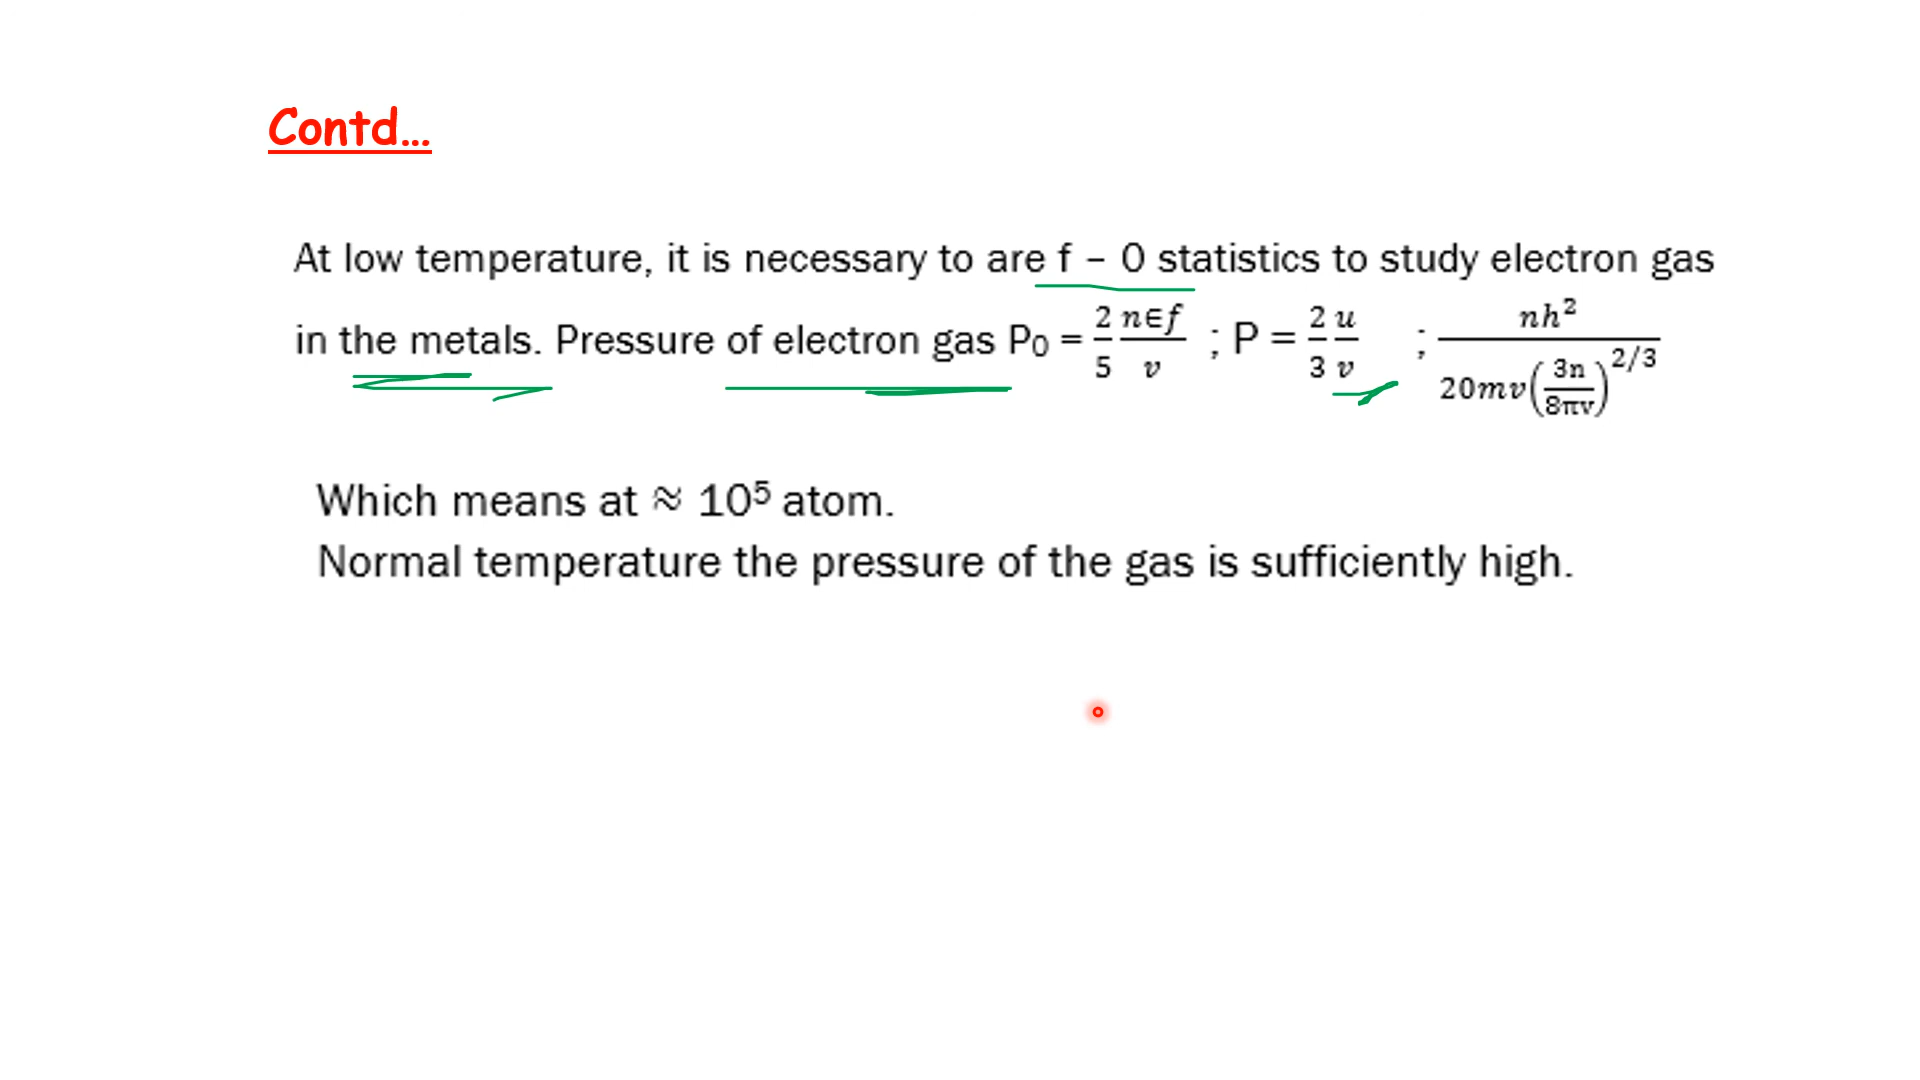 Contd...
At low temperature, it is necessary to are f – 0 statistics to study electron gas
in the metals. Pressure of electron gas P₀ = 2/5 n∈f/v ; P = 2/3 u/v ; nh²/20mv(3n/8πv)^2/3
Which means at ≈ 10⁵ atom.
Normal temperature the pressure of the gas is sufficiently high.